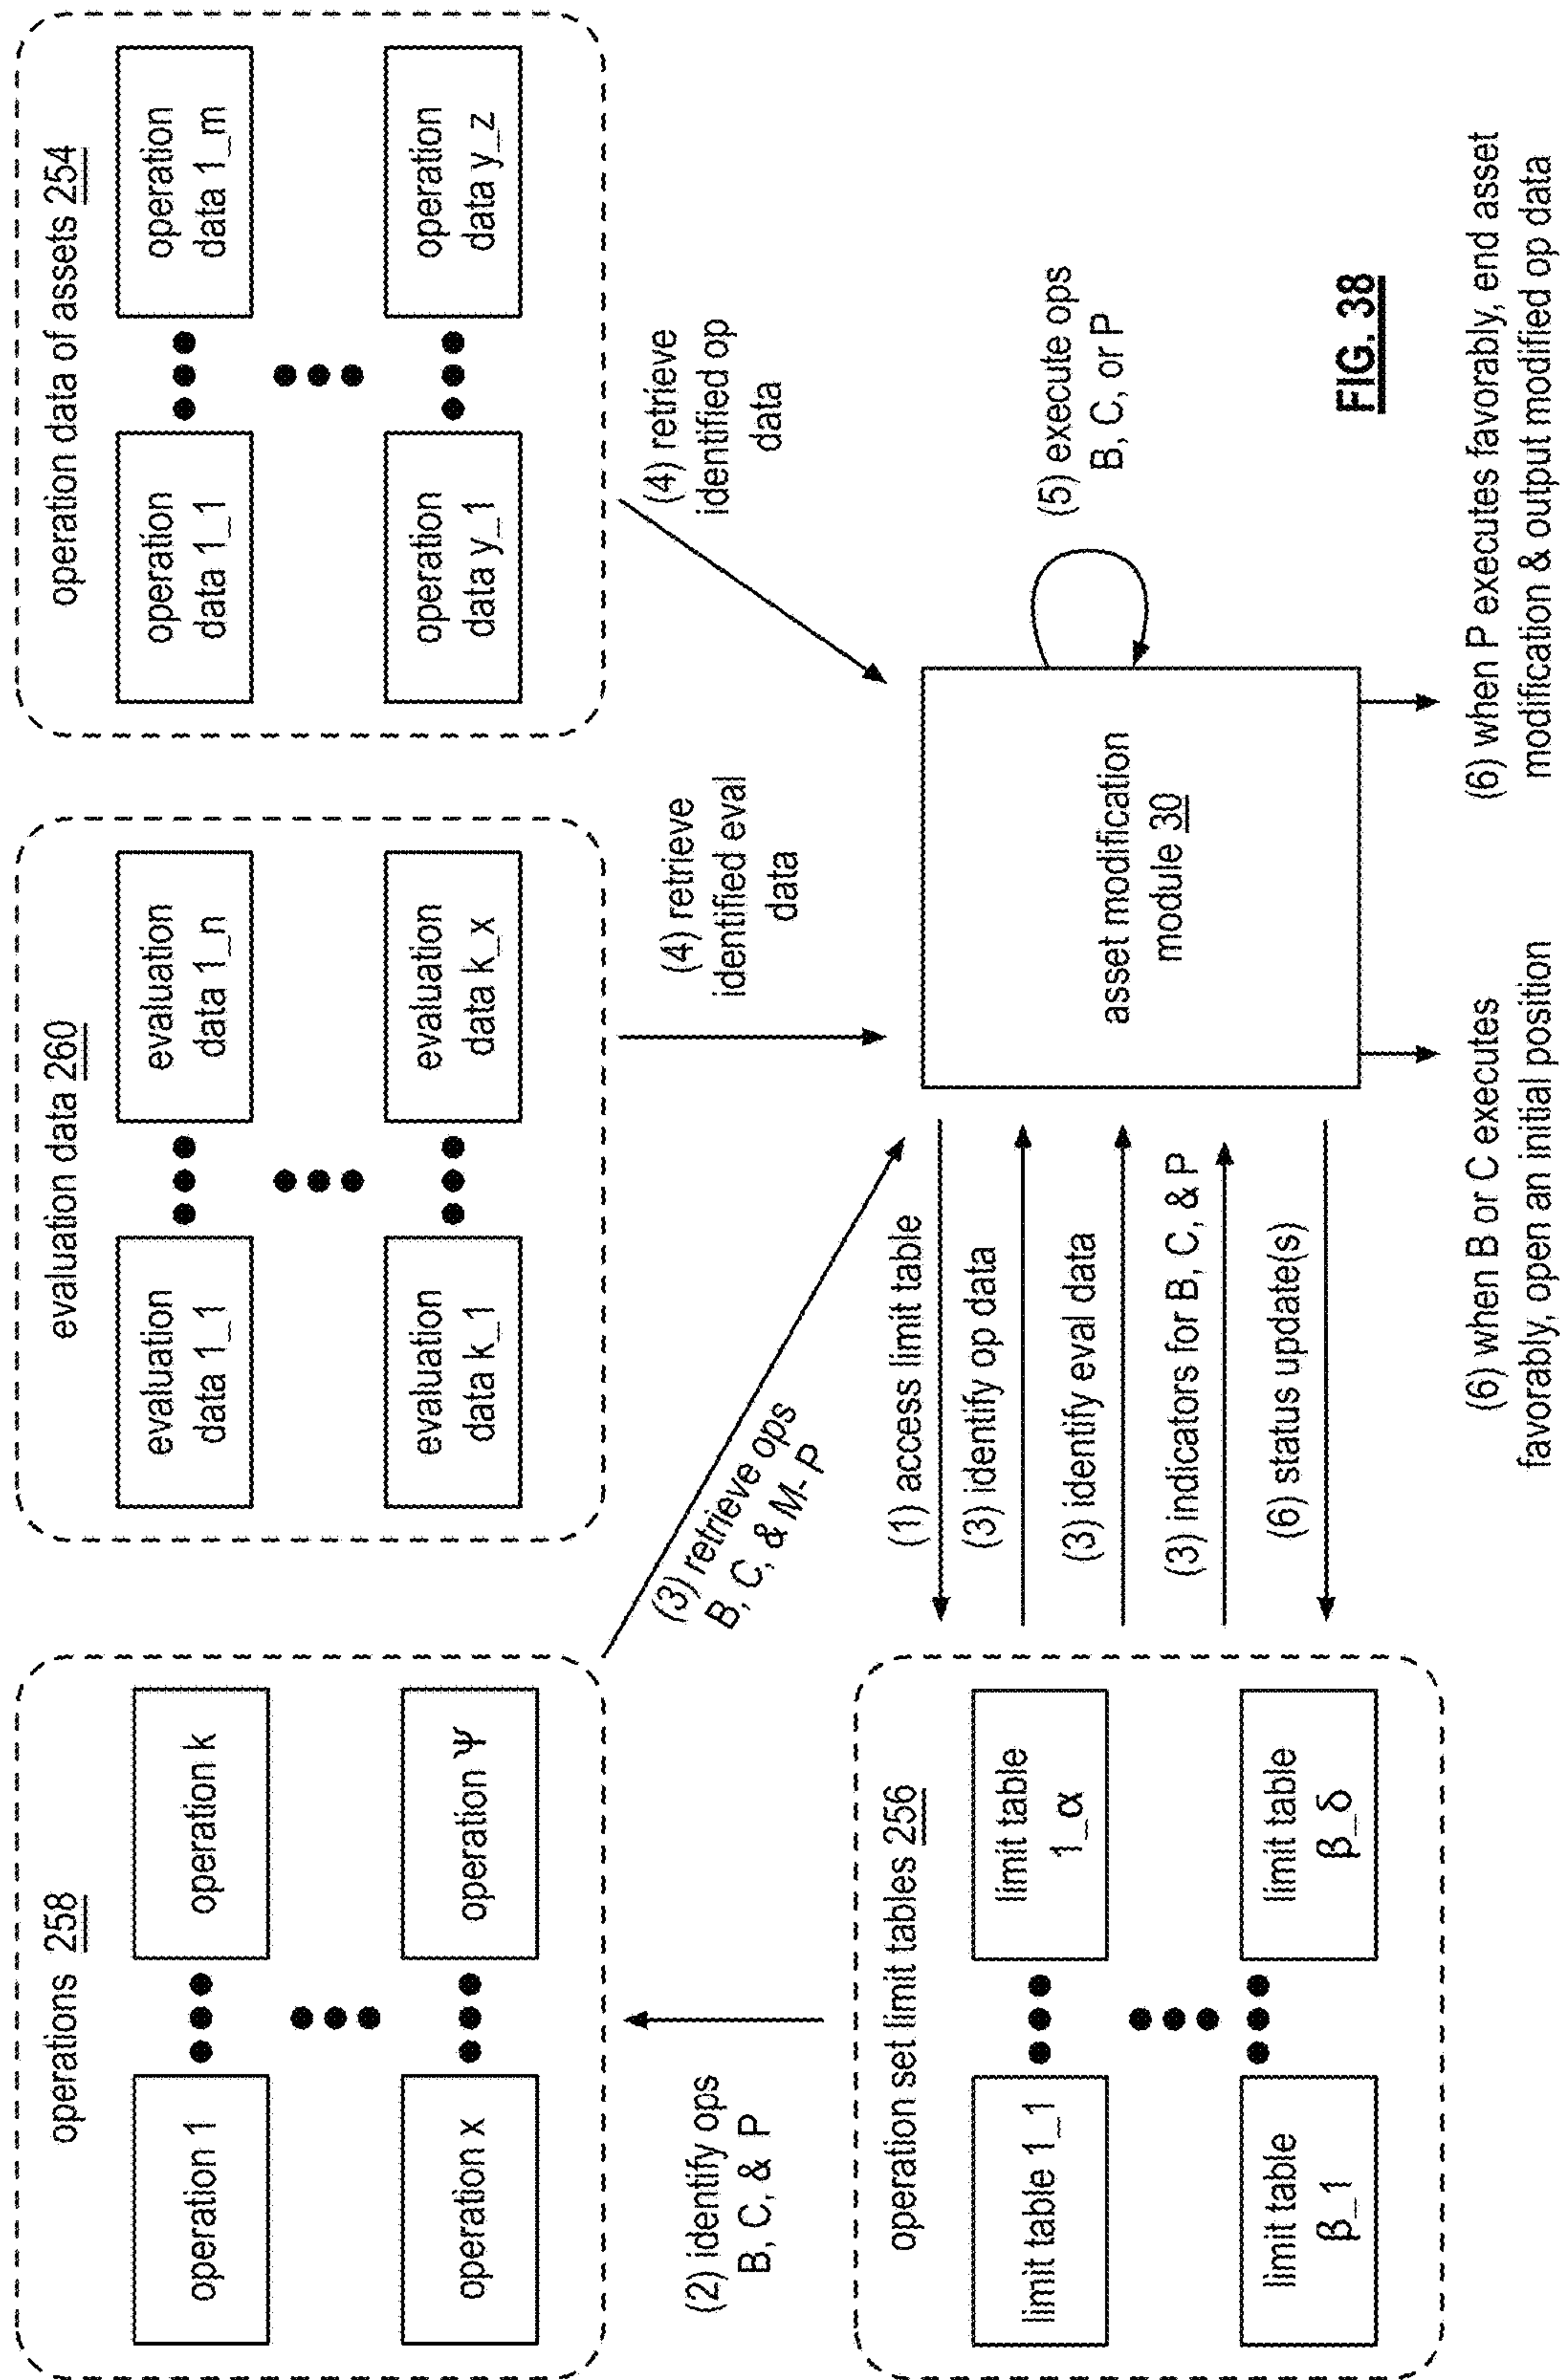 operations 258
operation 1
operation k
operation x
operation Ψ
evaluation data 260
evaluation
data 1_1
evaluation
data 1_n
evaluation
data k_1
evaluation
data k_x
operation data of assets 254
operation
data 1_1
operation
data 1_m
operation
data y_1
operation
data y_z
(2) identify ops
B, C, & P
(3) retrieve ops
B, C, & M-P
(4) retrieve
identified eval
data
(4) retrieve
identified op
data
operation set limit tables 256
limit table 1_1
limit table
1_α
limit table
β_1
limit table
β_δ
(1) access limit table
(3) identify op data
(3) identify eval data
(3) indicators for B, C, & P
(6) status update(s)
asset modification
module 30
(5) execute ops
B, C, or P
(6) when B or C executes
favorably, open an initial position
(6) when P executes favorably, end asset
modification & output modified op data
FIG. 38